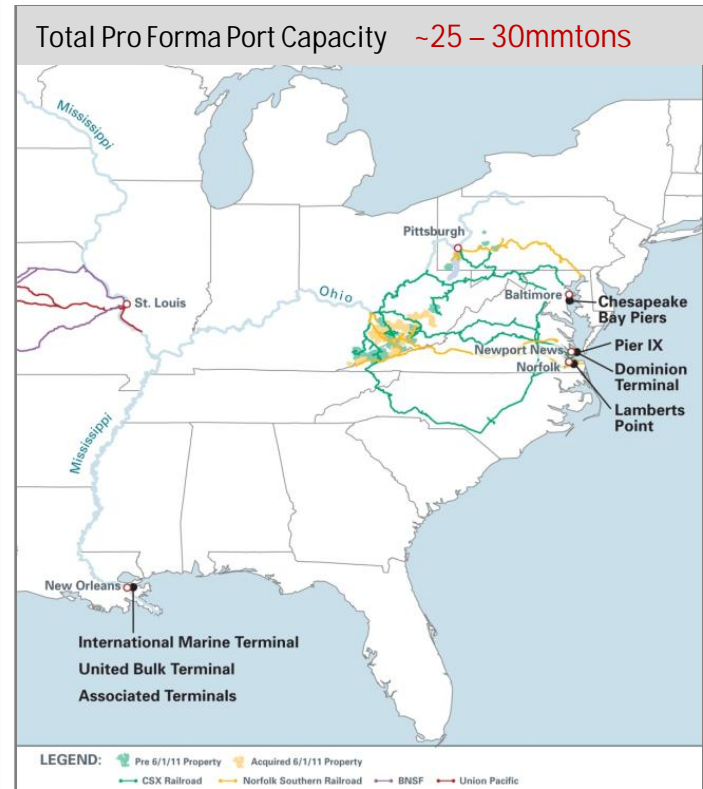 Total Pro Forma Port Capacity ~25 – 30mmtons
Mississippi
Pittsburgh
St. Louis
Ohio
Baltimore
Chesapeake
Bay Piers
Newport News
Pier IX
Norfolk
Dominion
Terminal
Lamberts
Point
Mississippi
New Orleans
International Marine Terminal
United Bulk Terminal
Associated Terminals
LEGEND: Pre 6/1/11 Property Acquired 6/1/11 Property
CSX Railroad Norfolk Southern Railroad BNSF Union Pacific